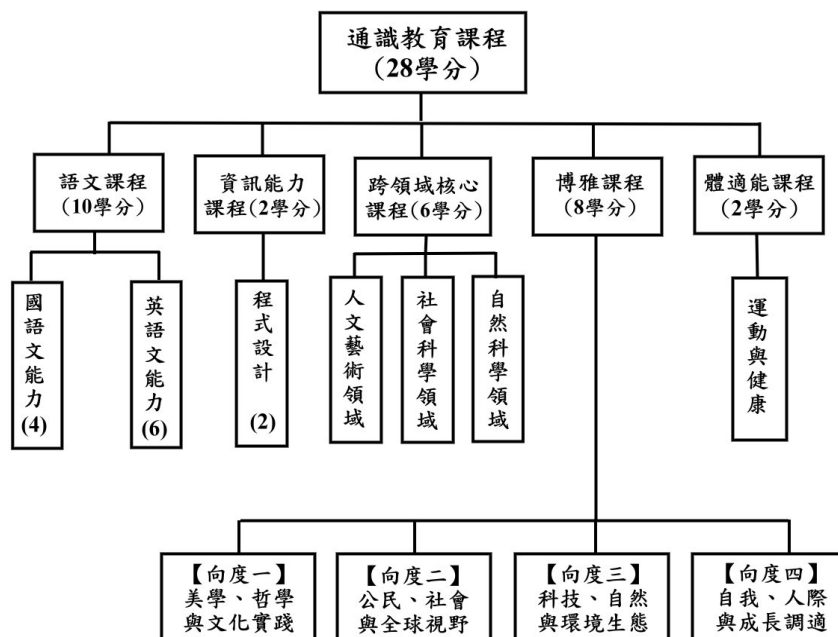 通識教育課程
(28學分)
語文課程
(10學分)
資訊能力
課程(2學分)
跨領域核心
課程(6學分)
博雅課程
(8學分)
體適能課程
(2學分)
國語文能力
(4)
英語文能力
(6)
程式設計
(2)
人文藝術領域
社會科學領域
自然科學領域
運動與健康
【向度一】
美學、哲學
與文化實踐
【向度二】
公民、社會
與全球視野
【向度三】
科技、自然
與環境生態
【向度四】
自我、人際
與成長調適